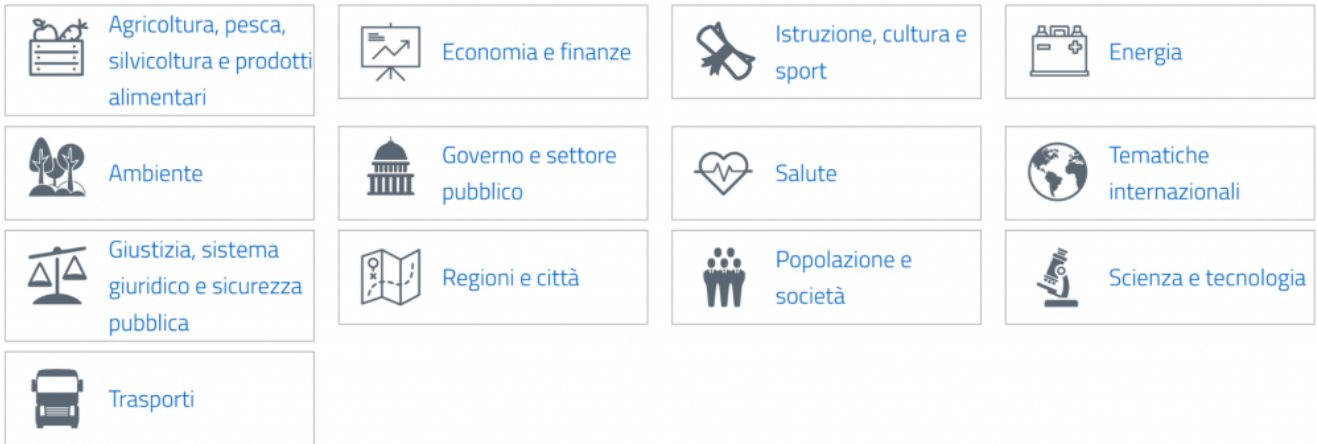 Agricoltura, pesca,
silvicoltura e prodotti
alimentari
Economia e finanze
Istruzione, cultura e
sport
Energia
Ambiente
Governo e settore
pubblico
Salute
Tematiche
internazionali
Giustizia, sistema
giuridico e sicurezza
pubblica
Regioni e città
Popolazione e
società
Scienza e tecnologia
Trasporti